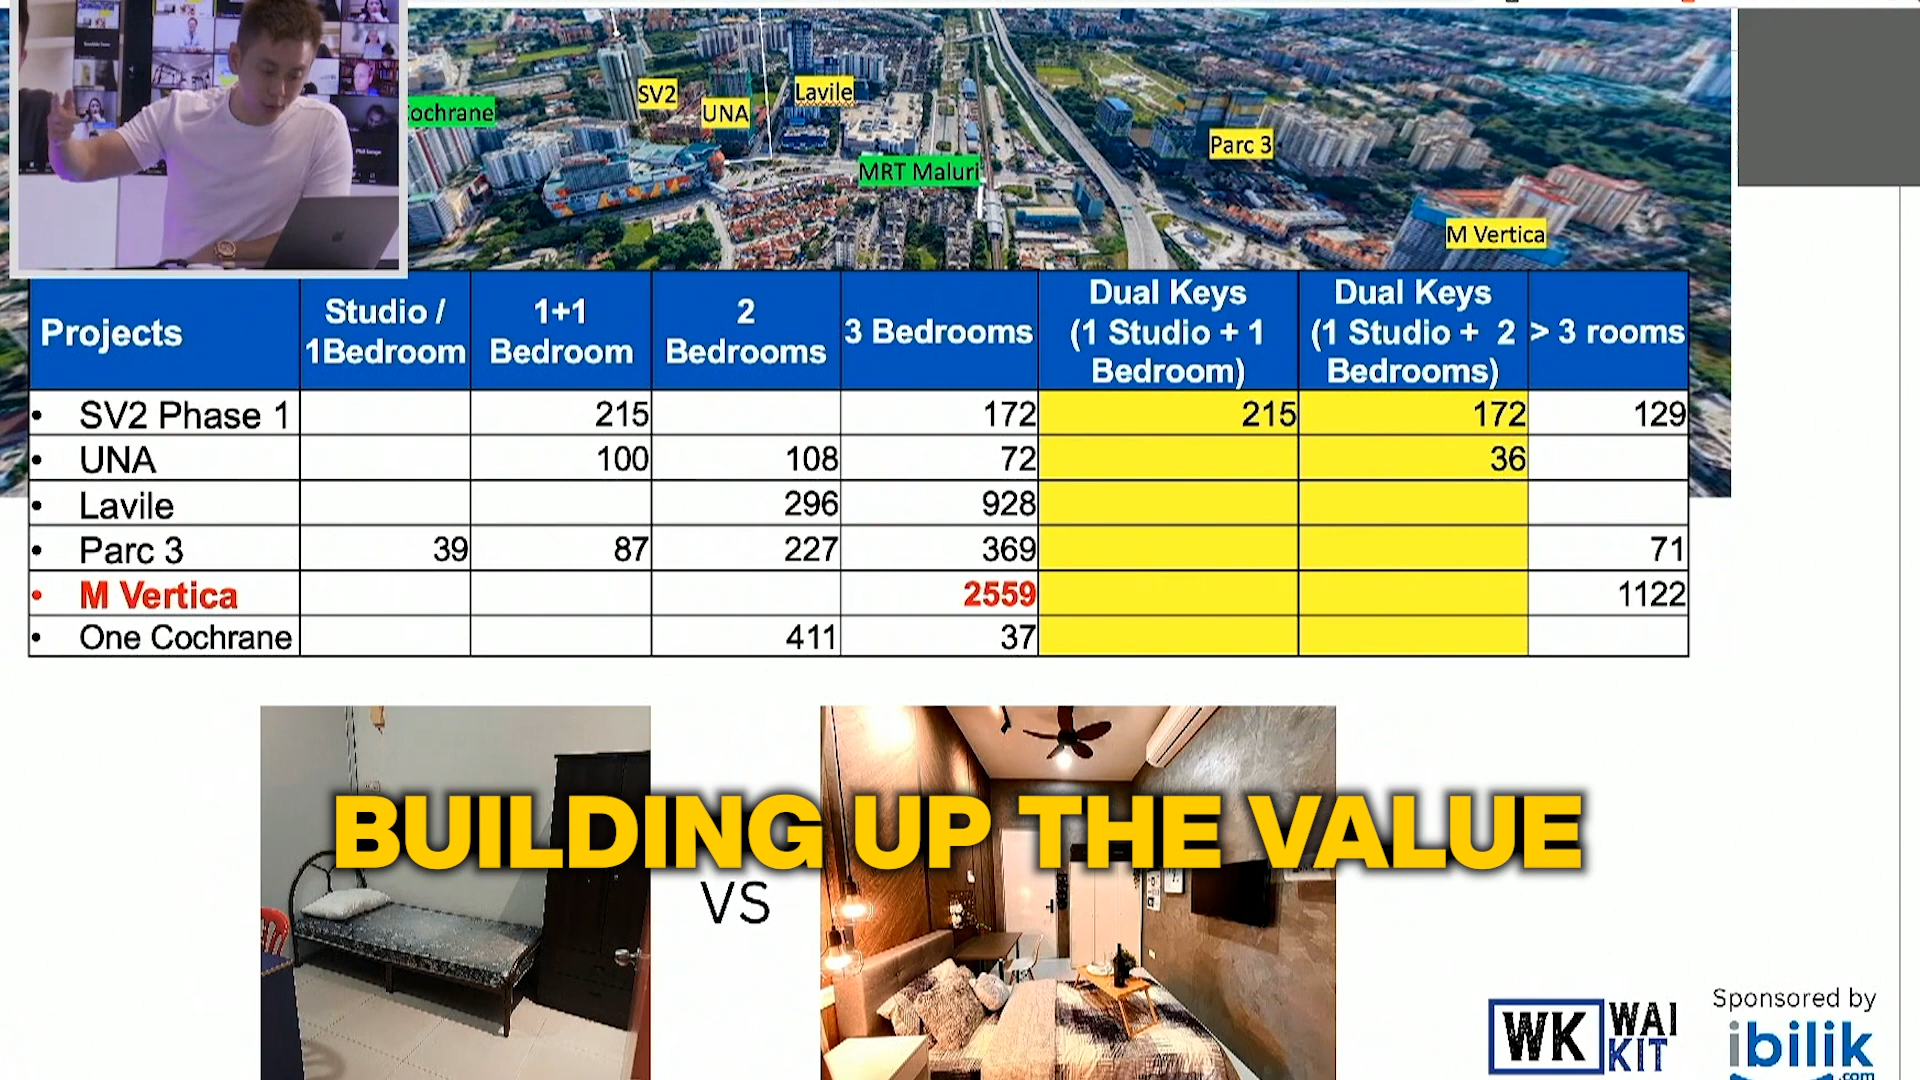 SV2
Lavile
UNA
Cochrane
Parc 3
MRT Maluri
M Vertica
Projects
Studio /
1Bedroom
1+1
Bedroom
2
Bedrooms
3 Bedrooms
Dual Keys
(1 Studio + 1
Bedroom)
Dual Keys
(1 Studio + 2
Bedrooms)
> 3 rooms
• SV2 Phase 1 215 172 215 172 129
• UNA 100 108 72 36
• Lavile 296 928
• Parc 3 39 87 227 369 71
• M Vertica 2559 1122
• One Cochrane 411 37
BUILDING UP THE VALUE
VS
WK WAI
KIT
Sponsored by
ibilik
.com